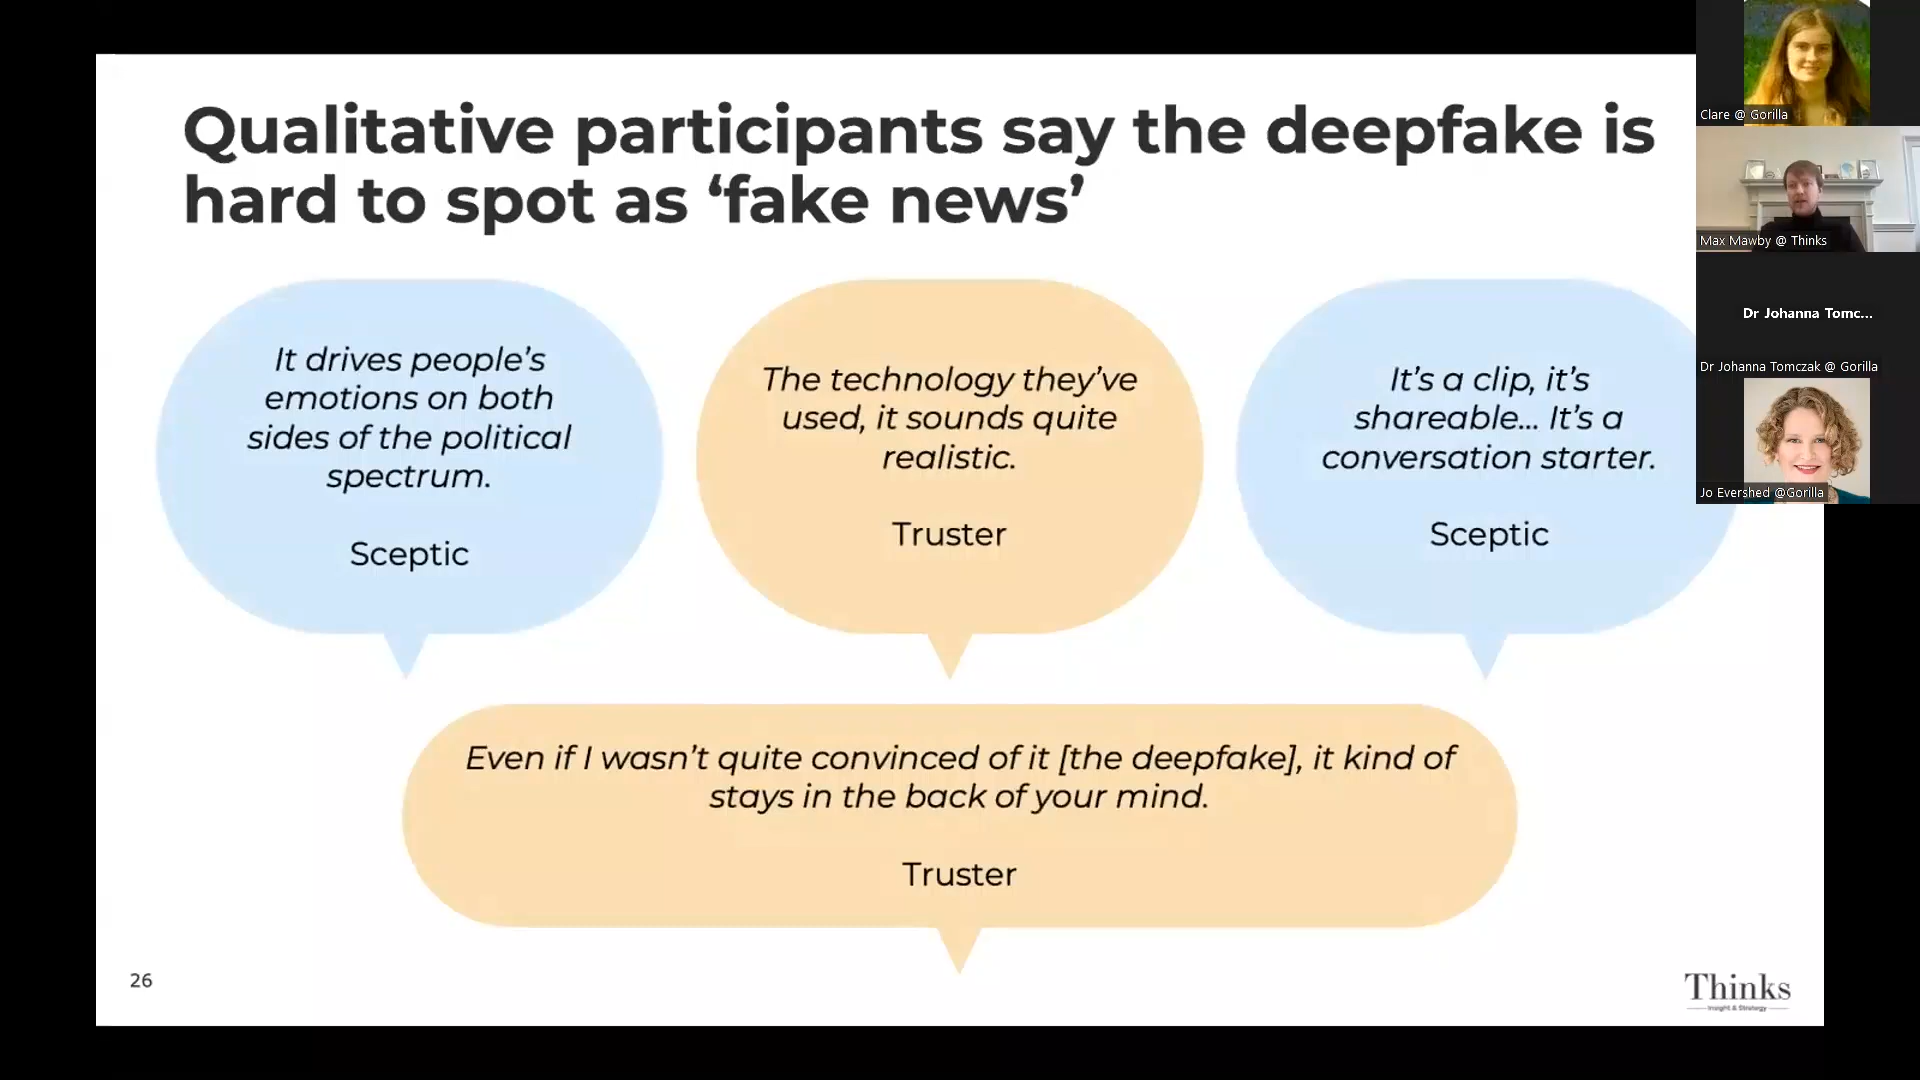 Qualitative participants say the deepfake is
hard to spot as ‘fake news’
It drives people’s
emotions on both
sides of the political
spectrum.
Sceptic
The technology they’ve
used, it sounds quite
realistic.
Truster
It’s a clip, it’s
shareable... It’s a
conversation starter.
Sceptic
Even if I wasn’t quite convinced of it [the deepfake], it kind of
stays in the back of your mind.
Truster
26
Thinks
Insight & Strategy
Clare @ Gorilla
Max Mawby @ Thinks
Dr Johanna Tomc...
Dr Johanna Tomczak @ Gorilla
Jo Evershed @Gorilla